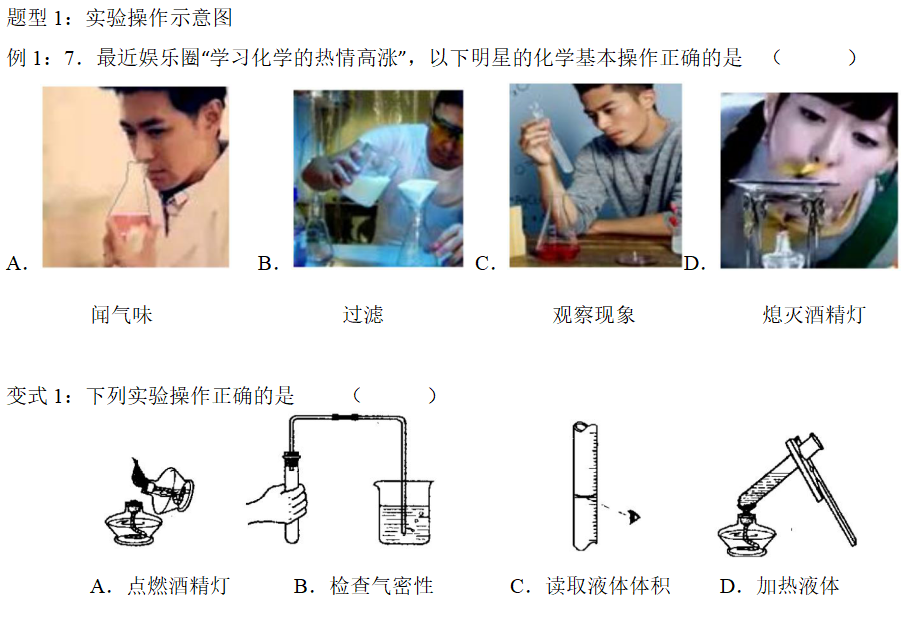 题型 1：实验操作示意图
例 1：7．最近娱乐圈“学习化学的热情高涨”，以下明星的化学基本操作正确的是 （ ）
A． B． C． D．
闻气味 过滤 观察现象 熄灭酒精灯
变式 1：下列实验操作正确的是 （ ）
A．点燃酒精灯 B．检查气密性 C．读取液体体积 D．加热液体